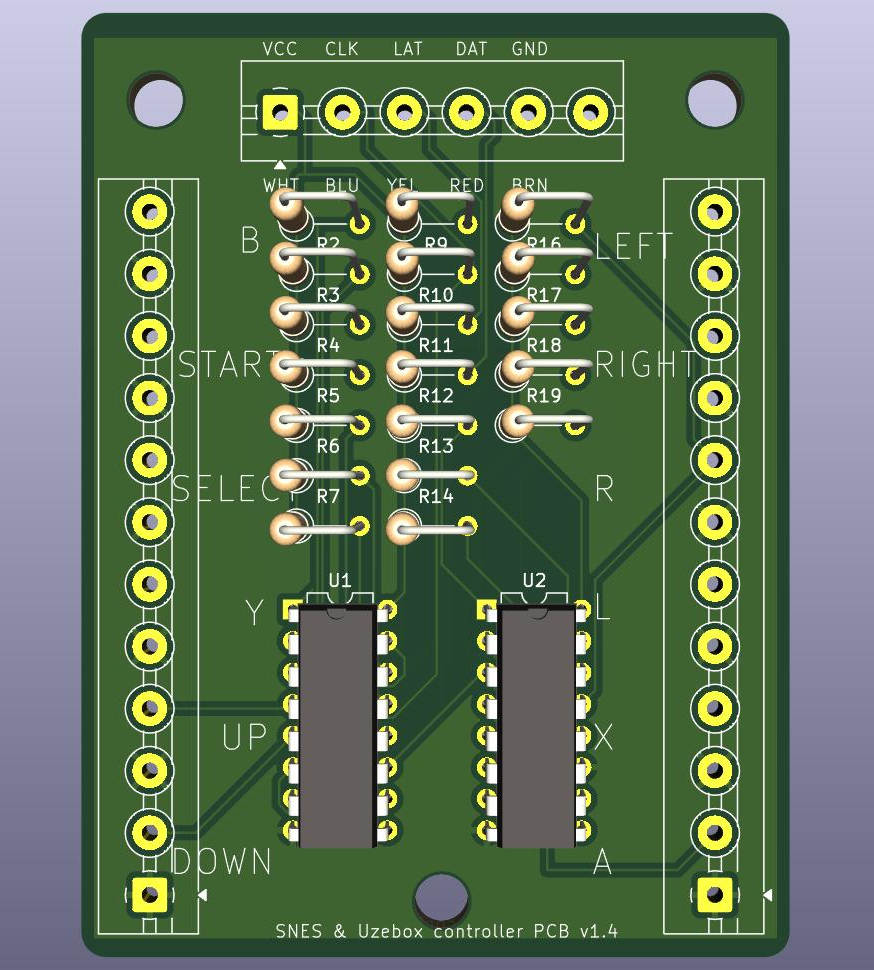 VCC CLK LAT DAT GND
WHT BLU YEL RED BRN
B R2 R9 R16 LEFT
R3 R10 R17
R4 R11 R18
START RIGHT
R5 R12 R19
R6 R13
SELEC R7 R14 R
U1 U2
Y L
UP X
DOWN A
SNES & Uzebox controller PCB v1.4